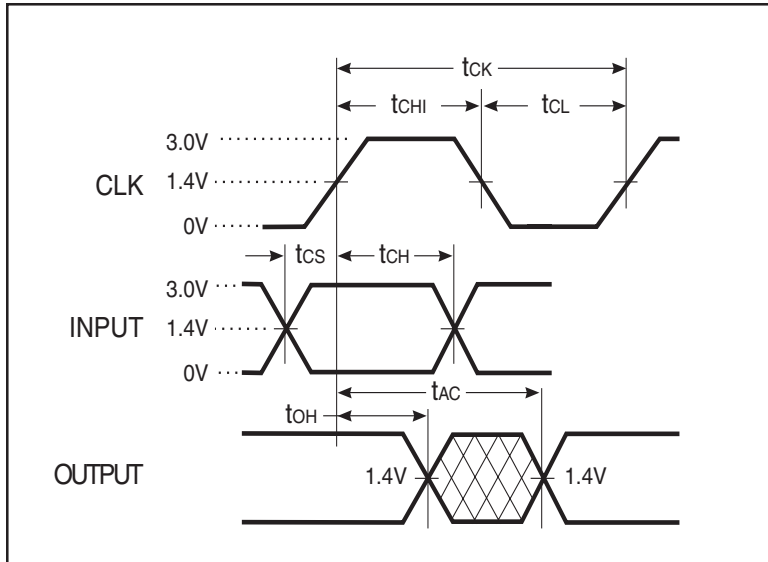 tCK
tCHI
tCL
3.0V
CLK
1.4V
0V
tCS
tCH
3.0V
INPUT
1.4V
0V
tAC
tOH
OUTPUT
1.4V
1.4V